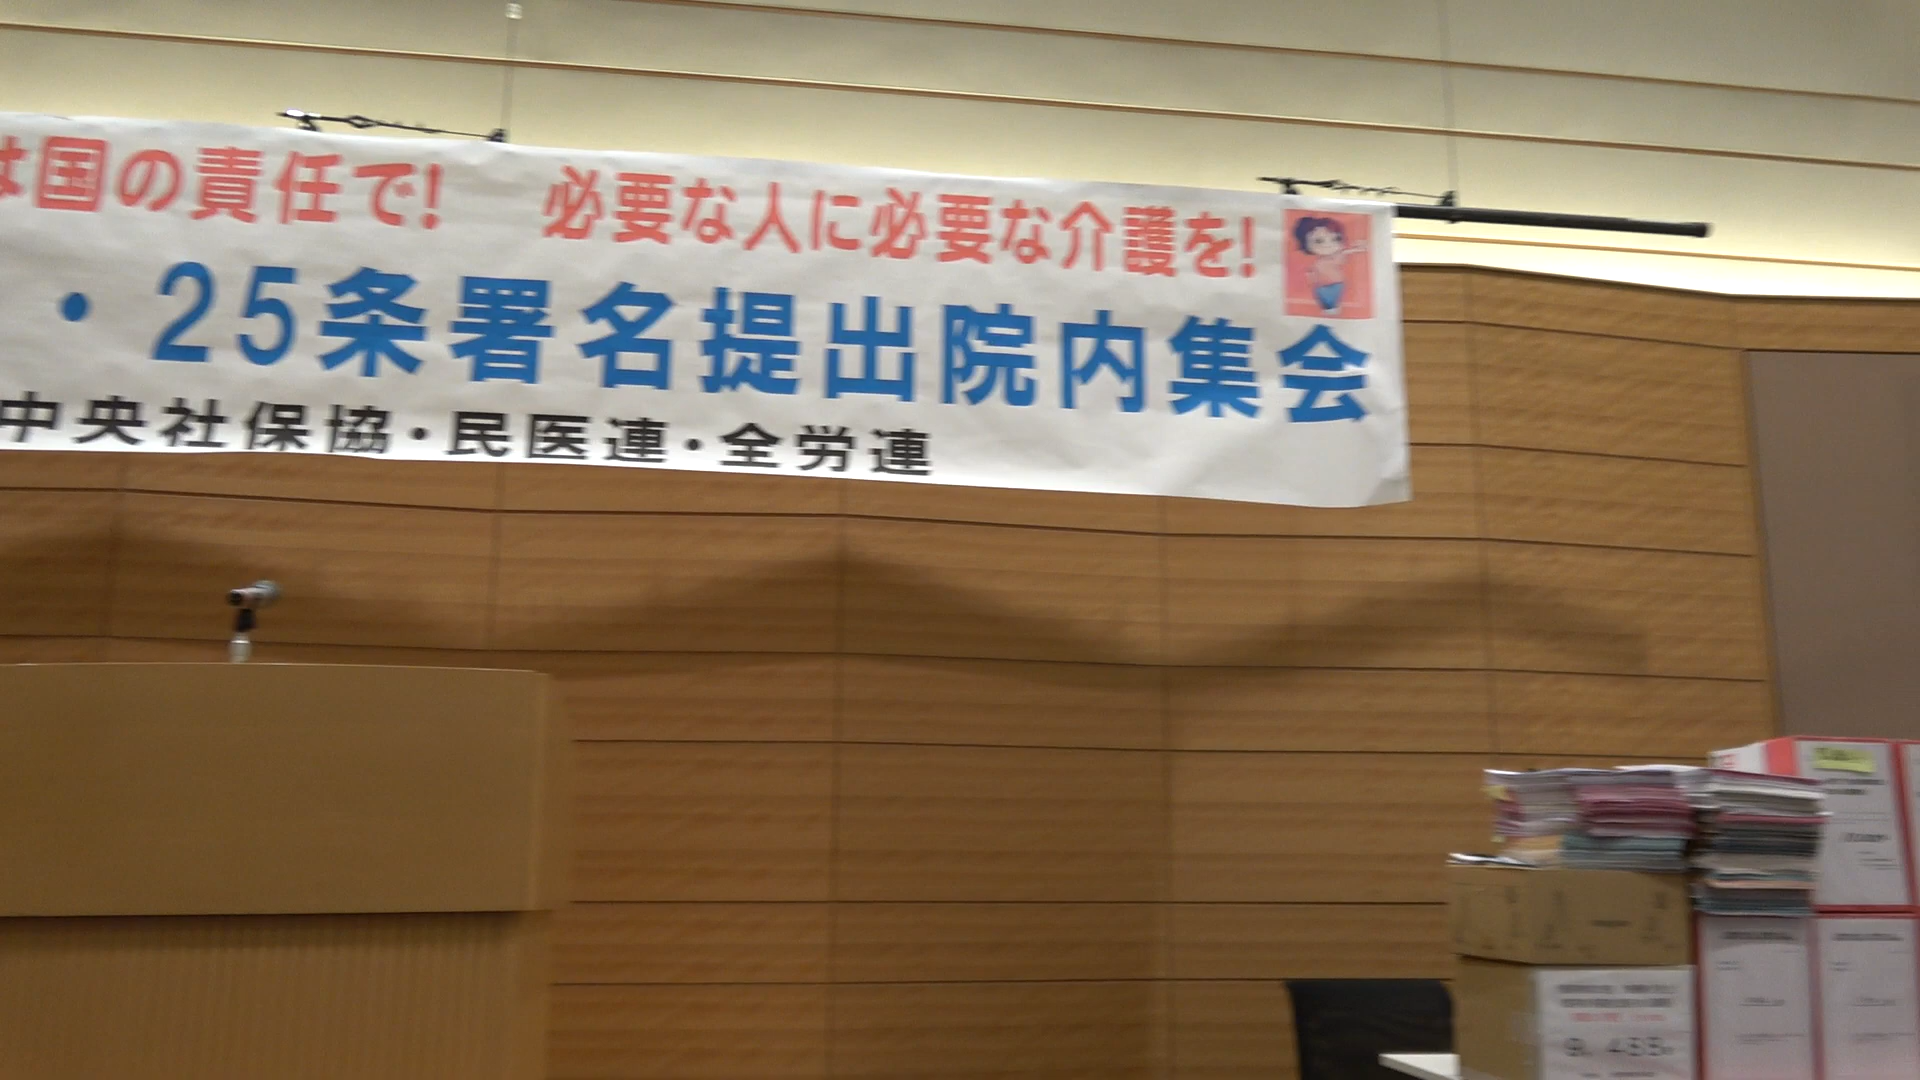 は国の責任で! 必要な人に必要な介護を!
・25条署名提出院内集会
中央社保協・民医連・全労連